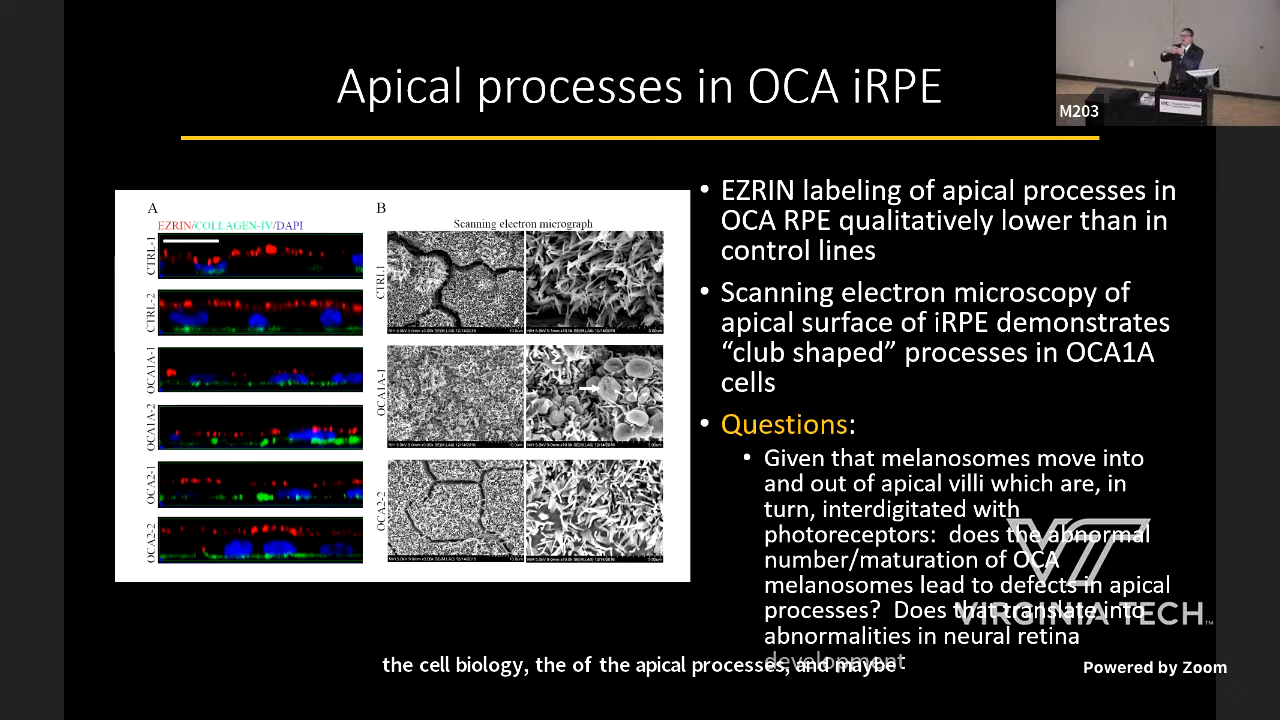 Apical processes in OCA iRPE
M203
A
EZRIN/COLLAGEN-IV/DAPI
CTRL-1
CTRL-2
OCA1A-1
OCA1A-2
OCA2-1
OCA2-2
B
Scanning electron micrograph
CTRL1
OCA1A-1
OCA2-2
• EZRIN labeling of apical processes in
OCA RPE qualitatively lower than in
control lines
• Scanning electron microscopy of
apical surface of iRPE demonstrates
“club shaped” processes in OCA1A
cells
• Questions:
• Given that melanosomes move into
and out of apical villi which are, in
turn, interdigitated with
photoreceptors: does the abnormal
number/maturation of OCA
melanosomes lead to defects in apical
processes? Does that translate into
abnormalities in neural retina
development
VT
VIRGINIA TECH™
the cell biology, the of the apical processes, and maybe
Powered by Zoom